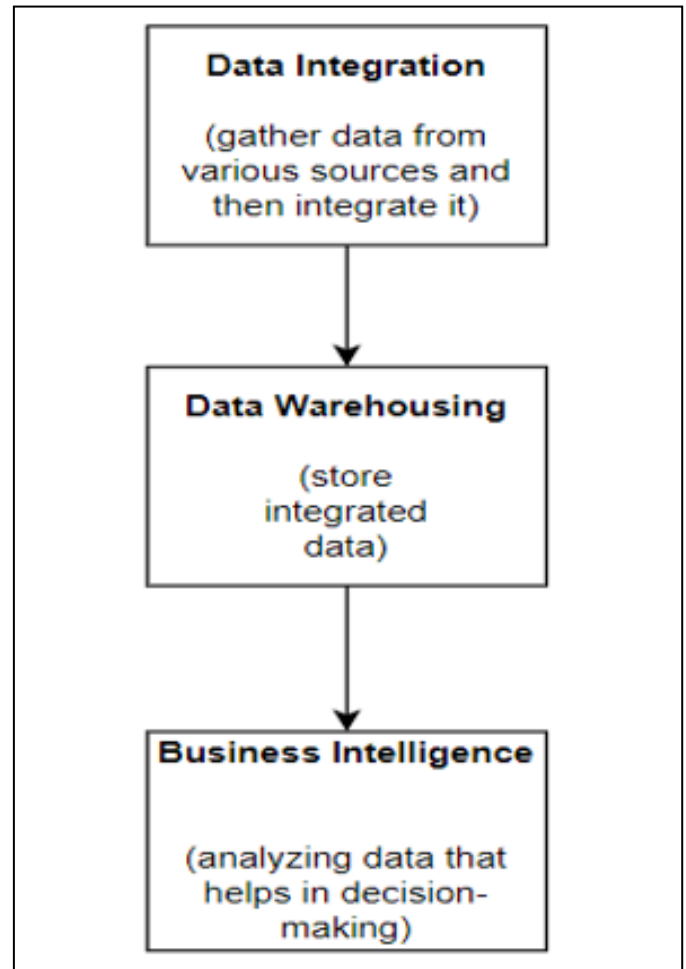 Data Integration
(gather data from
various sources and
then integrate it)
Data Warehousing
(store
integrated
data)
Business Intelligence
(analyzing data that
helps in decision-
making)